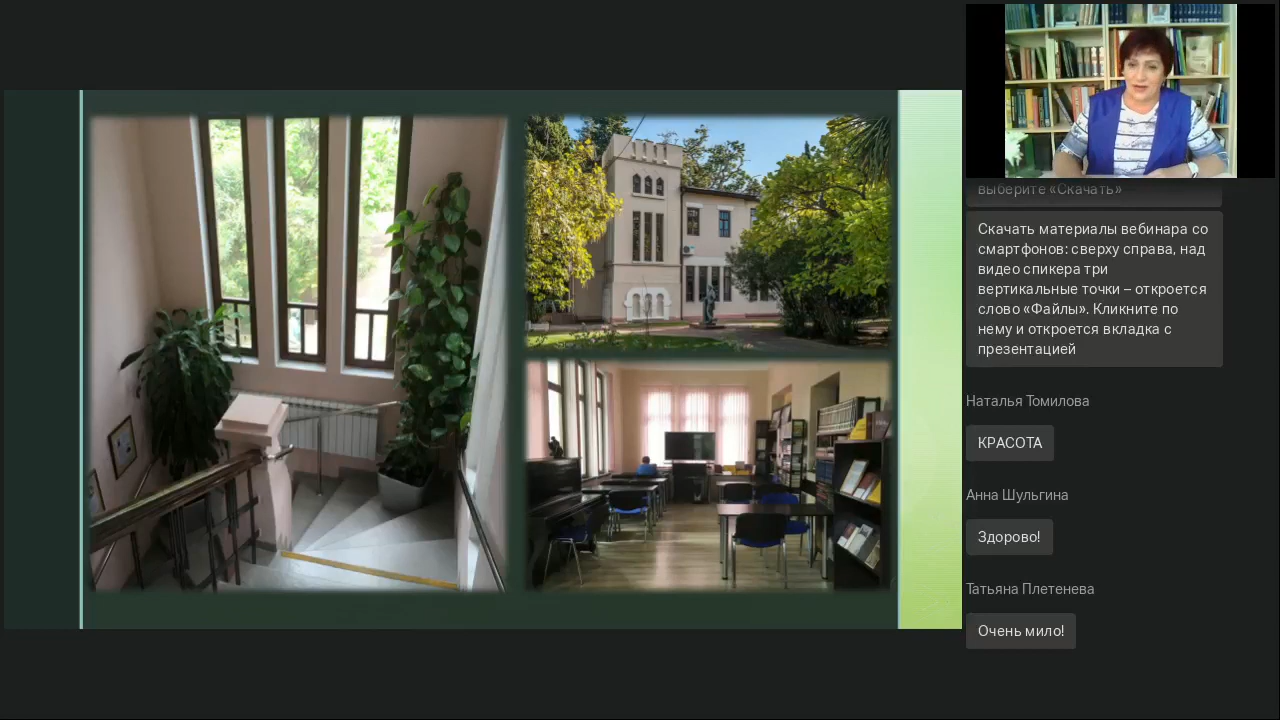 выберите «Скачать»
Скачать материалы вебинара со
смартфонов: сверху справа, над
видео спикера три
вертикальные точки – откроется
слово «Файлы». Кликните по
нему и откроется вкладка с
презентацией
Наталья Томилова
КРАСОТА
Анна Шульгина
Здорово!
Татьяна Плетенева
Очень мило!